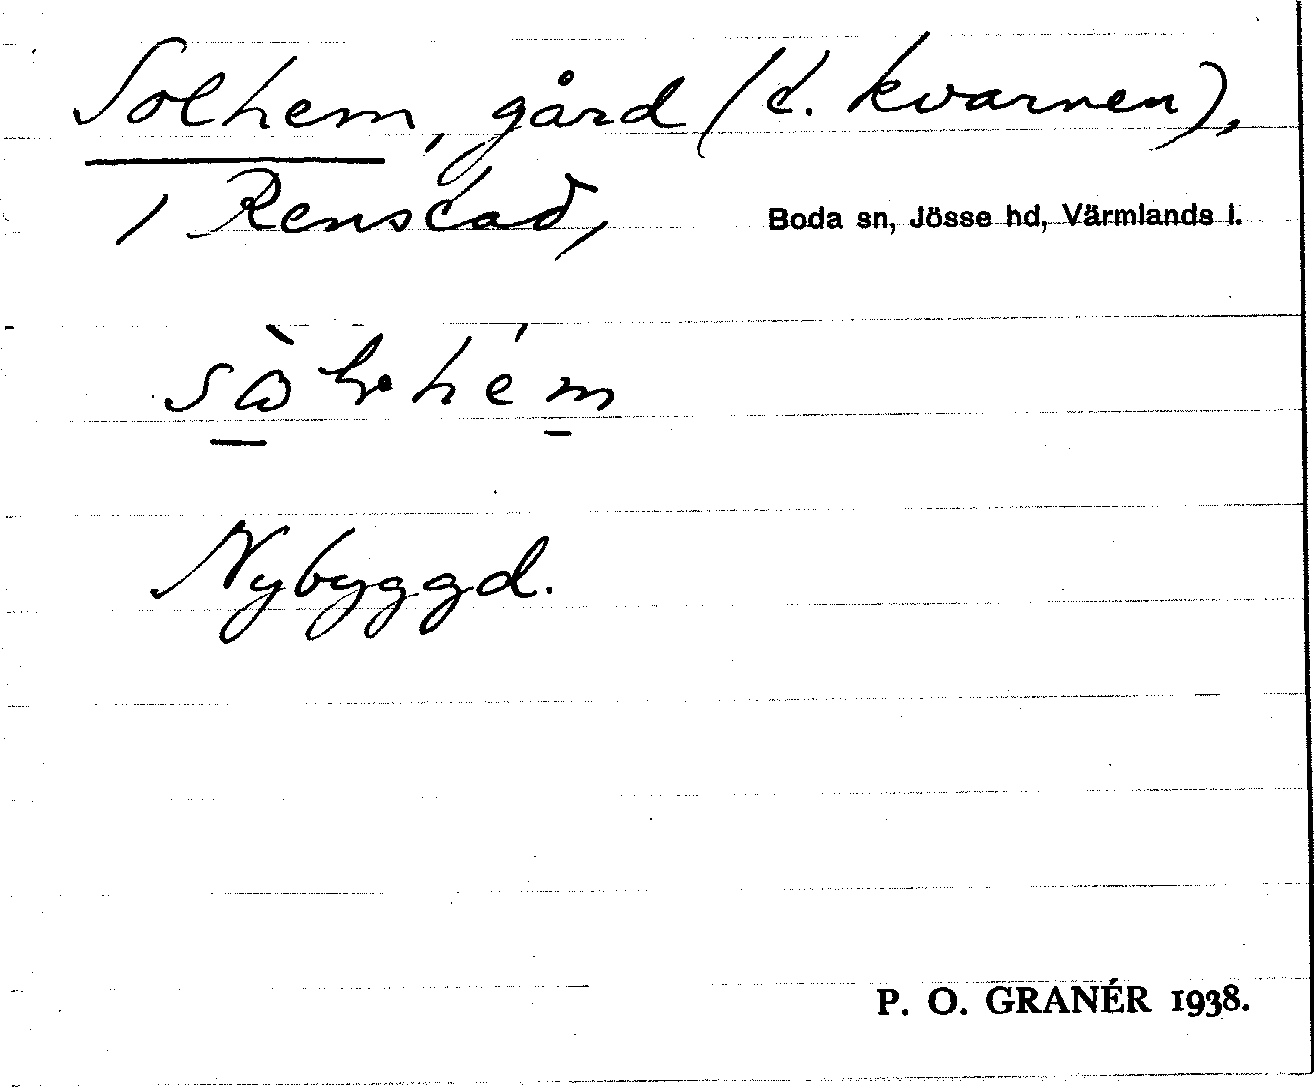 Solhem, gård (t. kvarnen),
i Renstad, Boda sn, Jösse hd, Värmlands l.
Nybyggd.
P. O. GRANÉR 1938.